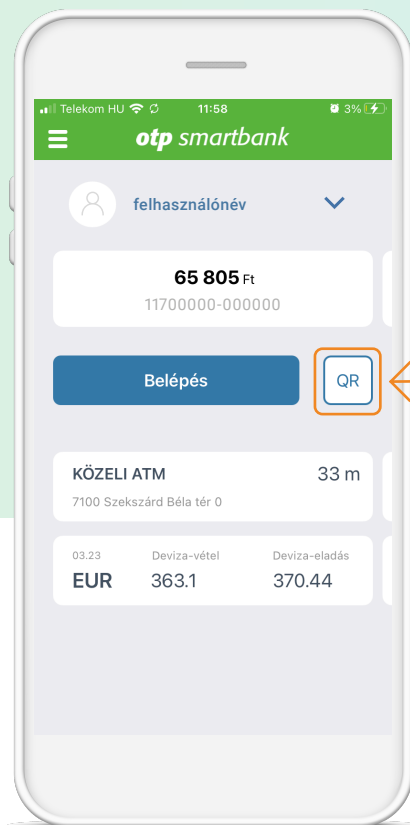 Telekom HU 11:58 3%
otp smartbank
felhasználónév
65 805 Ft
11700000-000000
Belépés QR
KÖZELI ATM 33 m
7100 Szekszárd Béla tér 0
03.23 Deviza-vétel Deviza-eladás
EUR 363.1 370.44